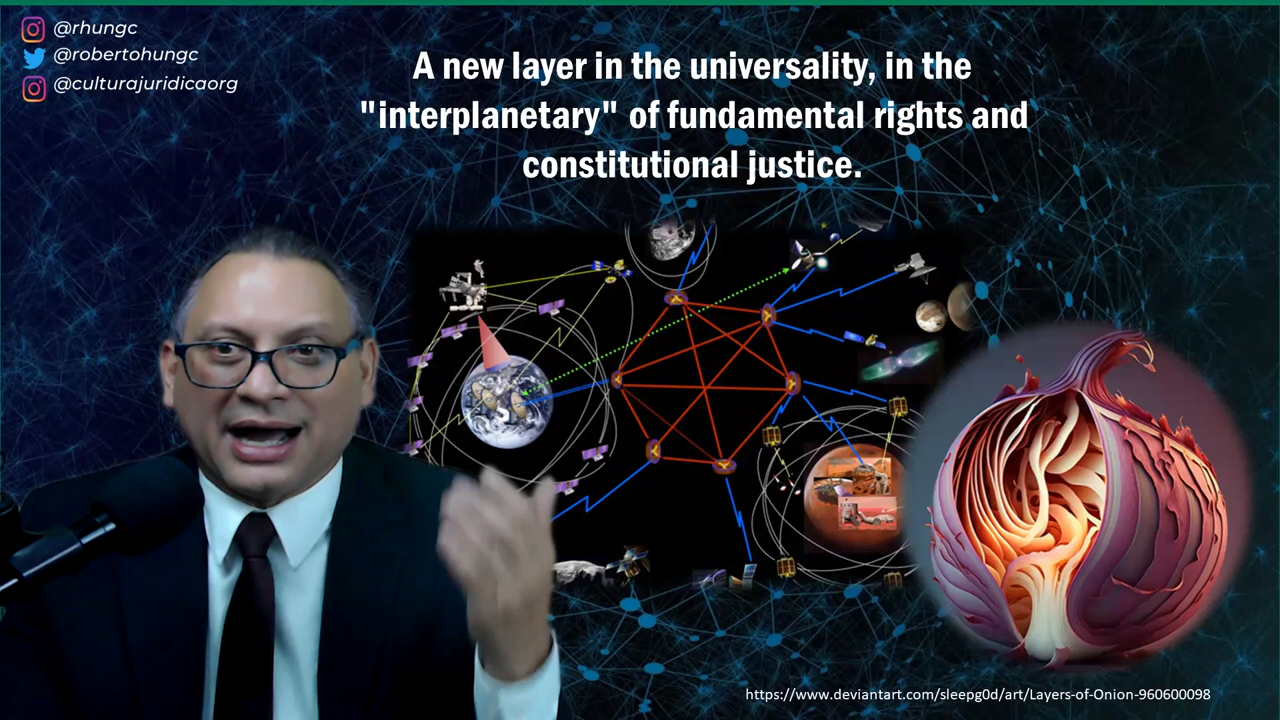 @rhungc
@robertohungc
@culturajuridicaorg
A new layer in the universality, in the
"interplanetary" of fundamental rights and
constitutional justice.
https://www.deviantart.com/sleepg0d/art/Layers-of-Onion-960600098